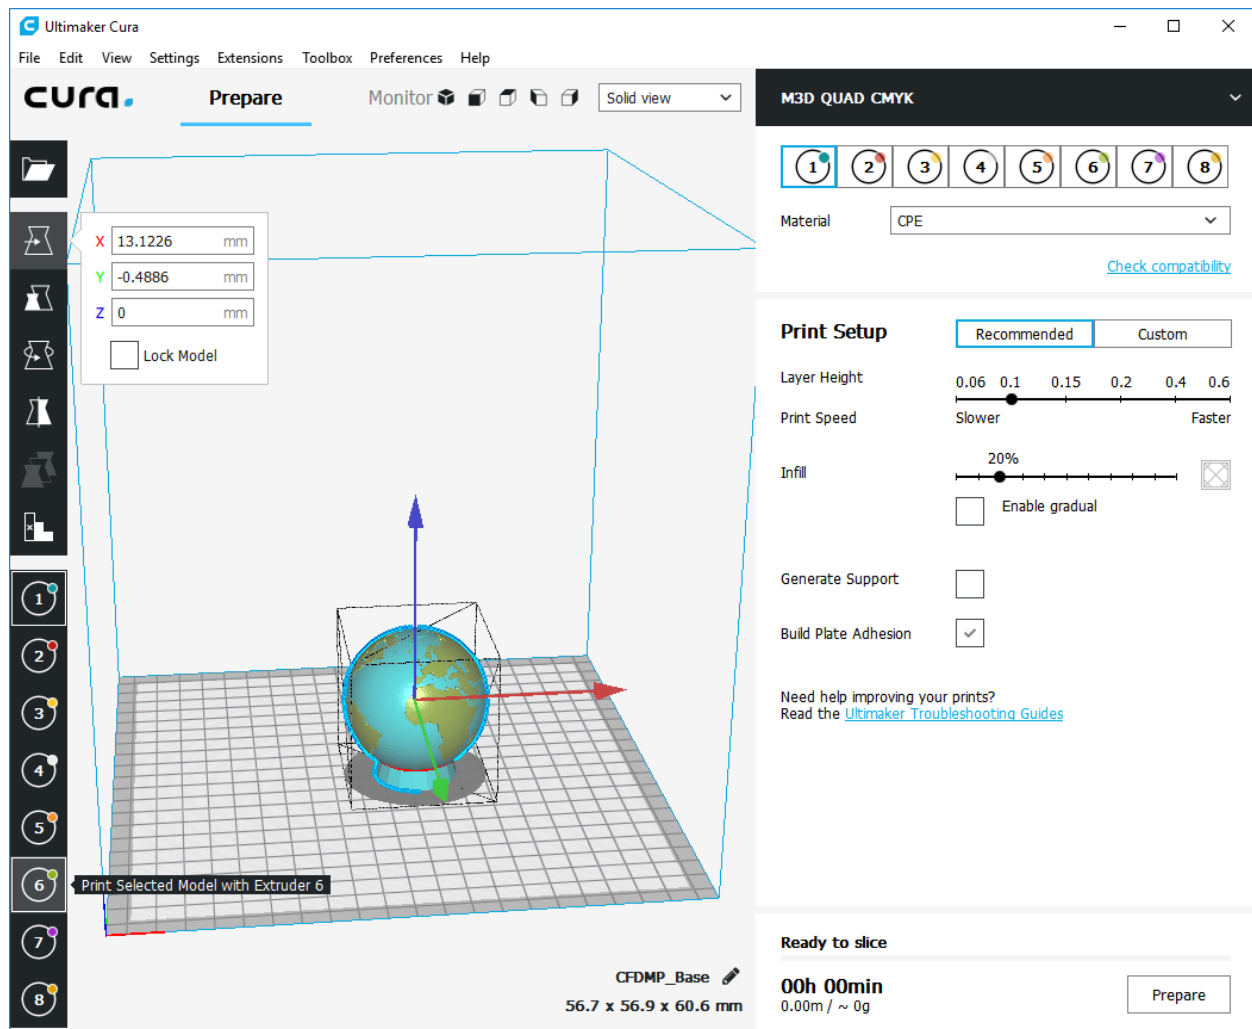 Ultimaker Cura
File Edit View Settings Extensions Toolbox Preferences Help
cura. Prepare Monitor Solid view
M3D QUAD CMYK
1 2 3 4 5 6 7 8
Material CPE
Check compatibility
X 13.1226 mm
Y -0.4886 mm
Z 0 mm
Lock Model
Print Setup Recommended Custom
Layer Height 0.06 0.1 0.15 0.2 0.4 0.6
Print Speed Slower Faster
Infill 20%
Enable gradual
Generate Support
Build Plate Adhesion
Need help improving your prints?
Read the Ultimaker Troubleshooting Guides
1
2
3
4
5
6 Print Selected Model with Extruder 6
7
8
CFDMP_Base
56.7 x 56.9 x 60.6 mm
Ready to slice
00h 00min
0.00m / ~ 0g
Prepare